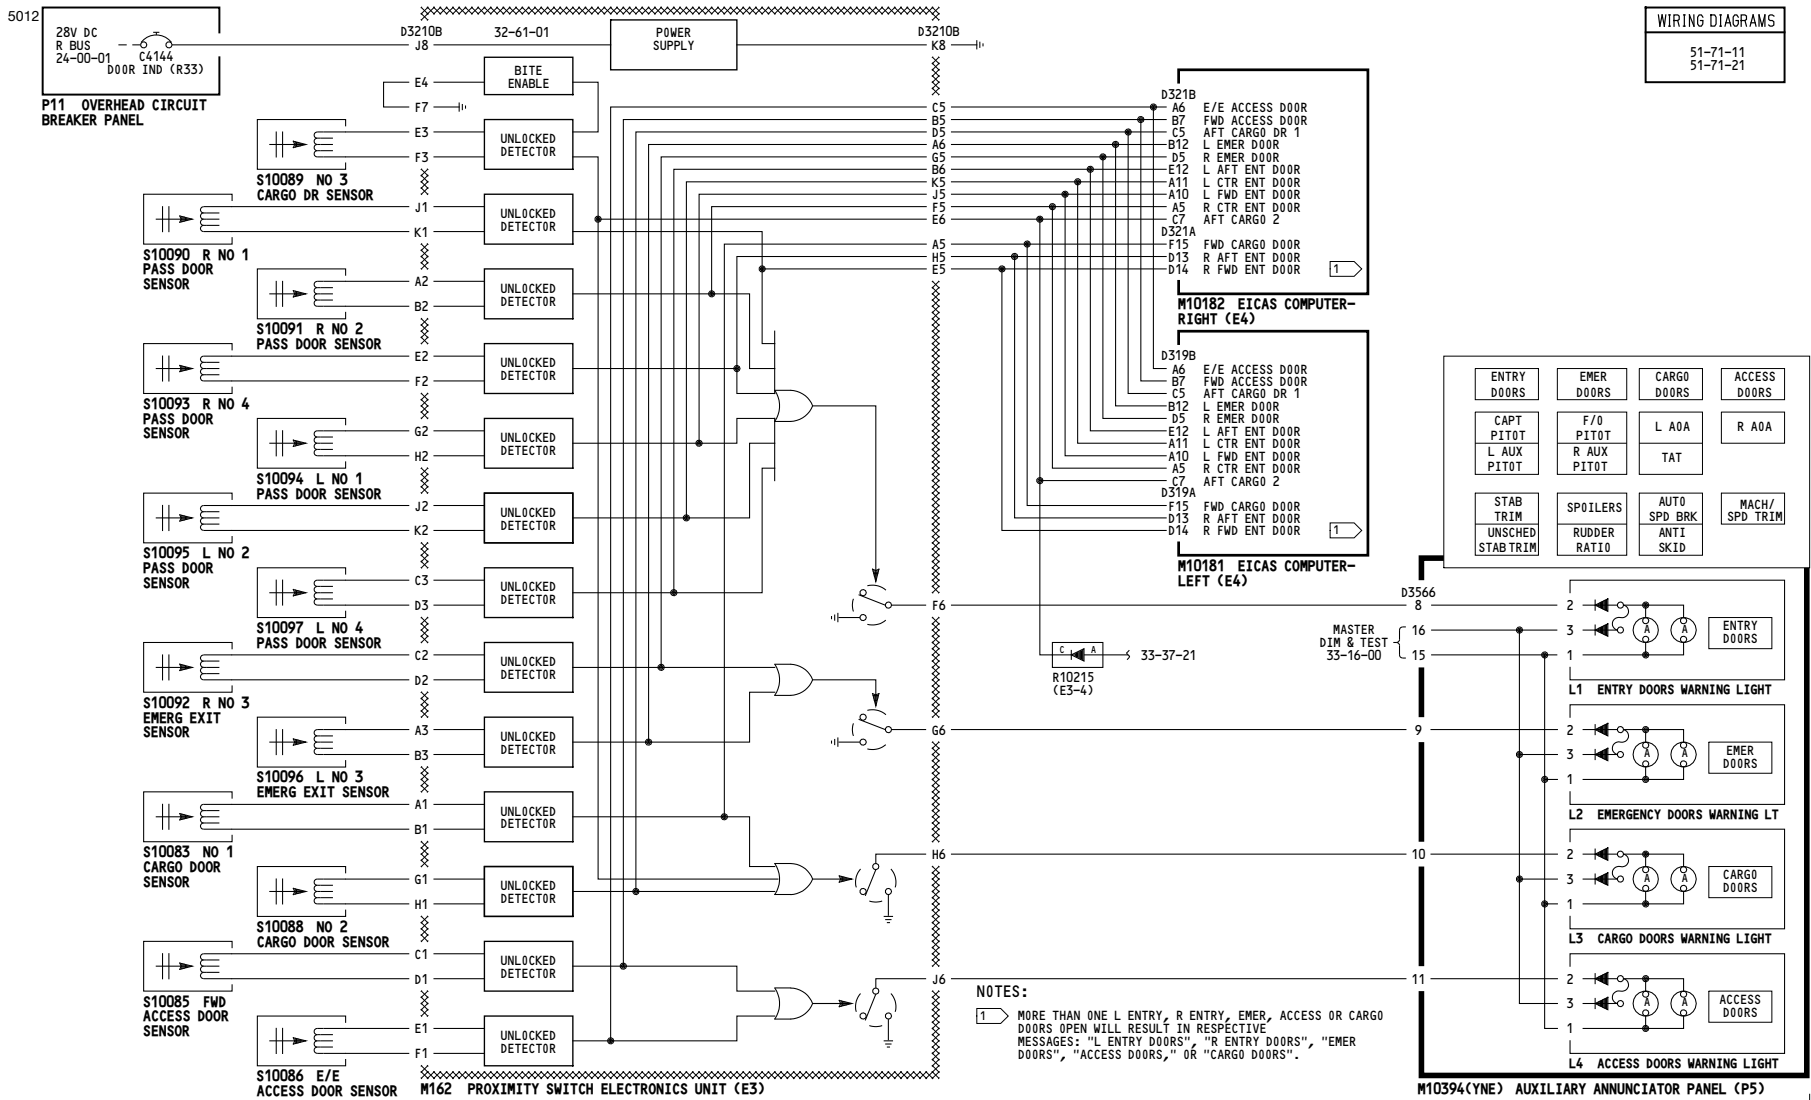 5012
28V DC
R BUS
24-00-01
C4144
DOOR IND (R33)
P11 OVERHEAD CIRCUIT
BREAKER PANEL
D3210B
J8
32-61-01
POWER
SUPPLY
D3210B
K8
WIRING DIAGRAMS
51-71-11
51-71-21
E4
F7
BITE
ENABLE
E3
F3
UNLOCKED
DETECTOR
S10089 NO 3
CARGO DR SENSOR
J1
K1
UNLOCKED
DETECTOR
S10090 R NO 1
PASS DOOR
SENSOR
A2
B2
UNLOCKED
DETECTOR
S10091 R NO 2
PASS DOOR SENSOR
E2
F2
UNLOCKED
DETECTOR
S10093 R NO 4
PASS DOOR
SENSOR
G2
H2
UNLOCKED
DETECTOR
S10094 L NO 1
PASS DOOR SENSOR
J2
K2
UNLOCKED
DETECTOR
S10095 L NO 2
PASS DOOR
SENSOR
C3
D3
UNLOCKED
DETECTOR
S10097 L NO 4
PASS DOOR SENSOR
C2
D2
UNLOCKED
DETECTOR
S10092 R NO 3
EMERG EXIT
SENSOR
A3
B3
UNLOCKED
DETECTOR
S10096 L NO 3
EMERG EXIT SENSOR
A1
B1
UNLOCKED
DETECTOR
S10083 NO 1
CARGO DOOR
SENSOR
G1
H1
UNLOCKED
DETECTOR
S10088 NO 2
CARGO DOOR SENSOR
C1
D1
UNLOCKED
DETECTOR
S10085 FWD
ACCESS DOOR
SENSOR
E1
F1
UNLOCKED
DETECTOR
S10086 E/E
ACCESS DOOR SENSOR
M162 PROXIMITY SWITCH ELECTRONICS UNIT (E3)
C5
B5
D5
A6
G5
B6
K5
J5
F5
E6
A5
H5
E5
F6
G6
H6
J6
D321B
A6 E/E ACCESS DOOR
B7 FWD ACCESS DOOR
C5 AFT CARGO DR 1
B12 L EMER DOOR
D5 R EMER DOOR
E12 L AFT ENT DOOR
A11 L CTR ENT DOOR
A10 L FWD ENT DOOR
A5 R CTR ENT DOOR
C7 AFT CARGO 2
D321A
F15 FWD CARGO DOOR
D13 R AFT ENT DOOR
D14 R FWD ENT DOOR
1
M10182 EICAS COMPUTER-
RIGHT (E4)
D319B
A6 E/E ACCESS DOOR
B7 FWD ACCESS DOOR
C5 AFT CARGO DR 1
B12 L EMER DOOR
D5 R EMER DOOR
E12 L AFT ENT DOOR
A11 L CTR ENT DOOR
A10 L FWD ENT DOOR
A5 R CTR ENT DOOR
C7 AFT CARGO 2
D319A
F15 FWD CARGO DOOR
D13 R AFT ENT DOOR
D14 R FWD ENT DOOR
1
M10181 EICAS COMPUTER-
LEFT (E4)
C A
33-37-21
R10215
(E3-4)
MASTER
DIM & TEST
33-16-00
D3566
8
16
15
9
10
11
ENTRY
DOORS
EMER
DOORS
CARGO
DOORS
ACCESS
DOORS
CAPT
PITOT
F/O
PITOT
L AOA
R AOA
L AUX
PITOT
R AUX
PITOT
TAT
STAB
TRIM
SPOILERS
AUTO
SPD BRK
MACH/
SPD TRIM
UNSCHED
STAB TRIM
RUDDER
RATIO
ANTI
SKID
2
3
1
A A
ENTRY
DOORS
L1 ENTRY DOORS WARNING LIGHT
2
3
1
A A
EMER
DOORS
L2 EMERGENCY DOORS WARNING LT
2
3
1
A A
CARGO
DOORS
L3 CARGO DOORS WARNING LIGHT
2
3
1
A A
ACCESS
DOORS
L4 ACCESS DOORS WARNING LIGHT
M10394(YNE) AUXILIARY ANNUNCIATOR PANEL (P5)
NOTES:
1 MORE THAN ONE L ENTRY, R ENTRY, EMER, ACCESS OR CARGO
DOORS OPEN WILL RESULT IN RESPECTIVE
MESSAGES: "L ENTRY DOORS", "R ENTRY DOORS", "EMER
DOORS", "ACCESS DOORS," OR "CARGO DOORS".